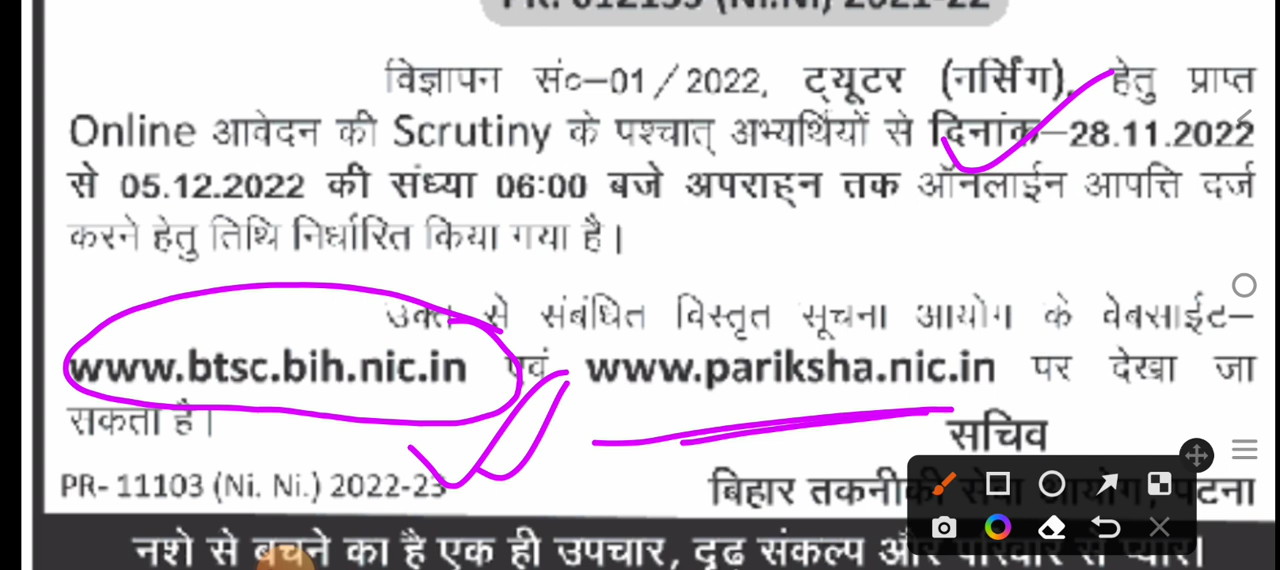 विज्ञापन सं०–01 / 2022, ट्यूटर (नर्सिंग), हेतु प्राप्त
Online आवेदन की Scrutiny के पश्चात् अभ्यर्थियों से दिनांक–28.11.2022
से 05.12.2022 की संध्या 06:00 बजे अपराह्न तक ऑनलाईन आपत्ति दर्ज
करने हेतु तिथि निर्धारित किया गया है।
उक्त से संबंधित विस्तृत सूचना आयोग के वेबसाईट–
www.btsc.bih.nic.in एवं www.pariksha.nic.in पर देखा जा
सकता है।
सचिव
PR- 11103 (Ni. Ni.) 2022-23
बिहार तकनीकी सेवा आयोग, पटना
नशे से बचने का है एक ही उपचार, दृढ़ संकल्प और परिवार से प्यार।